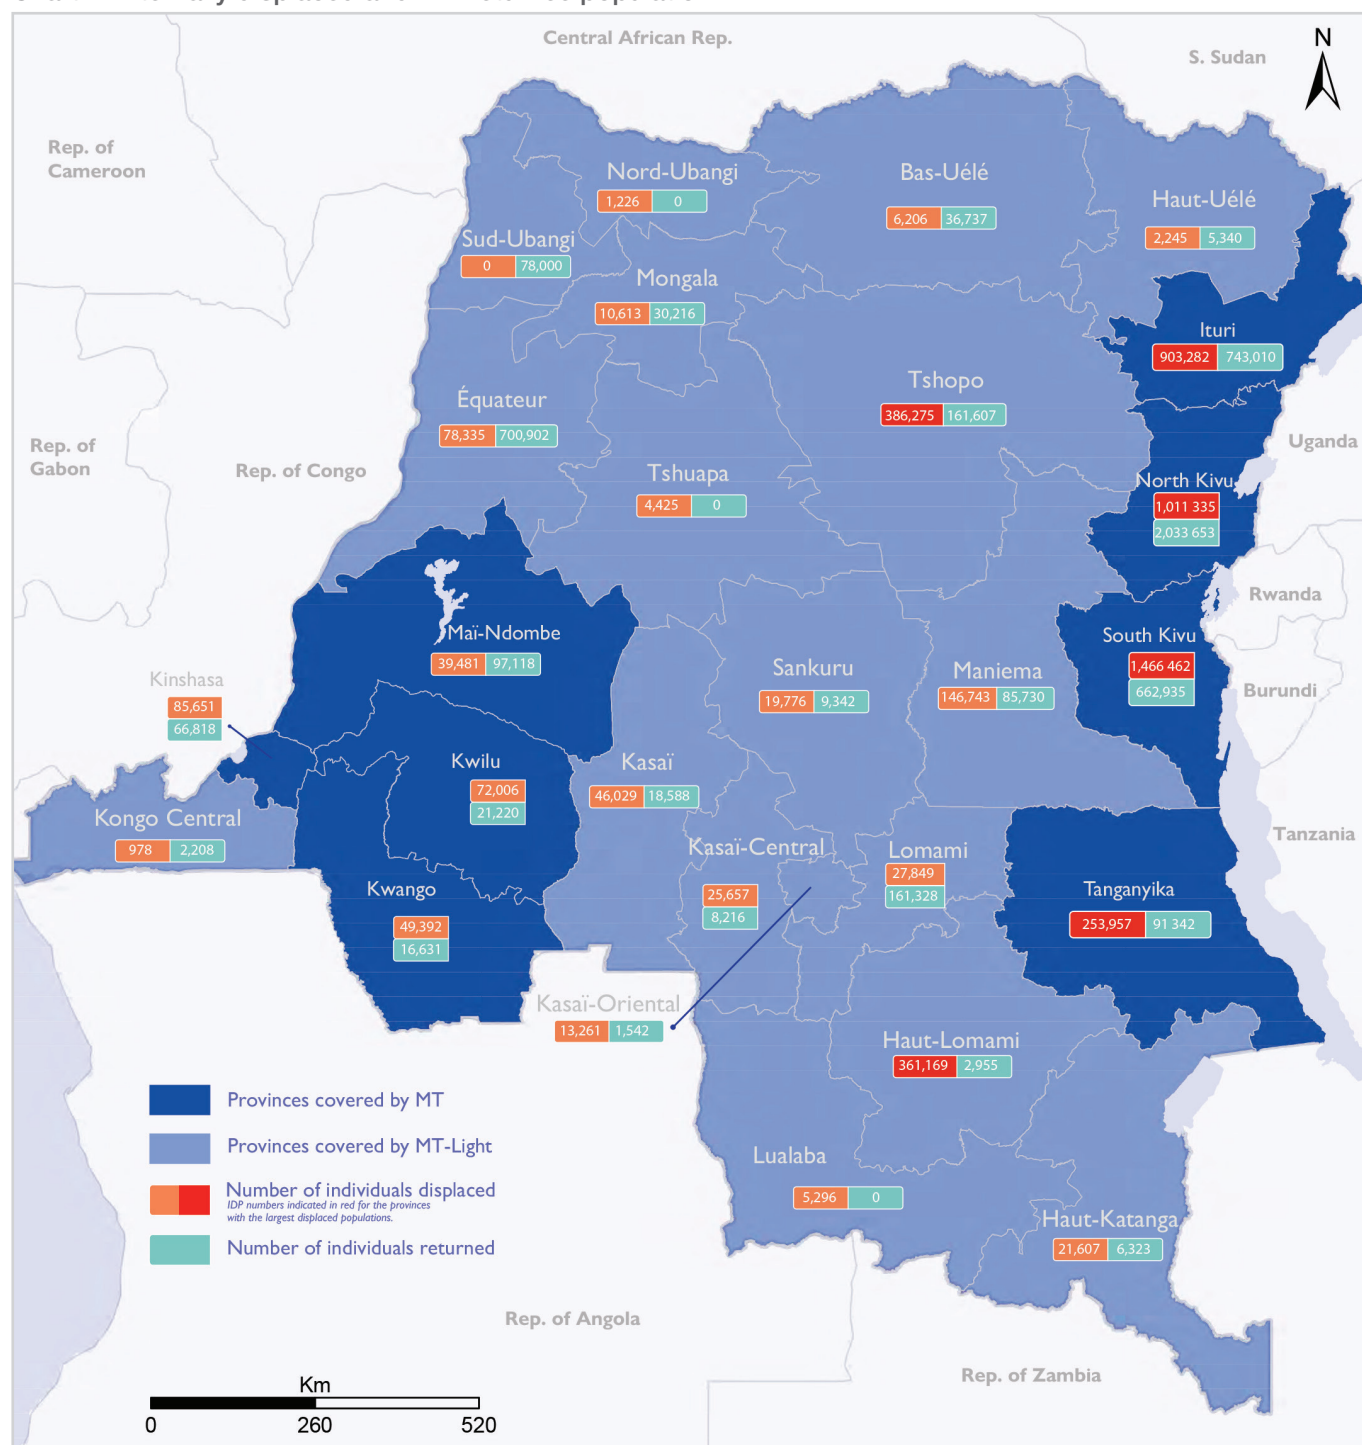 Central African Rep.
S. Sudan
N
Rep. of
Cameroon
Nord-Ubangi
1,226 0
Bas-Uélé
6,206 36,737
Haut-Uélé
2,245 5,340
Sud-Ubangi
0 78,000
Mongala
10,613 30,216
Ituri
903,282 743,010
Tshopo
386,275 161,607
Équateur
78,335 700,902
Rep. of
Gabon
Rep. of Congo
Uganda
Tshuapa
4,425 0
North Kivu
1,011 335
2,033 653
Rwanda
Maï-Ndombe
39,481 97,118
South Kivu
1,466 462
662,935
Sankuru
19,776 9,342
Maniema
146,743 85,730
Burundi
Kinshasa
85,651
66,818
Kwilu
72,006
21,220
Kasaï
46,029 18,588
Kongo Central
978 2,208
Tanzania
Kasaï-Central
25,657
8,216
Lomami
27,849
161,328
Kwango
49,392
16,631
Tanganyika
253,957 91 342
Kasaï-Oriental
13,261 1,542
Haut-Lomami
361,169 2,955
Provinces covered by MT
Provinces covered by MT-Light
Lualaba
5,296 0
Number of individuals displaced
IDP numbers indicated in red for the provinces
with the largest displaced populations.
Number of individuals returned
Haut-Katanga
21,607 6,323
Rep. of Angola
Rep. of Zambia
Km
0 260 520